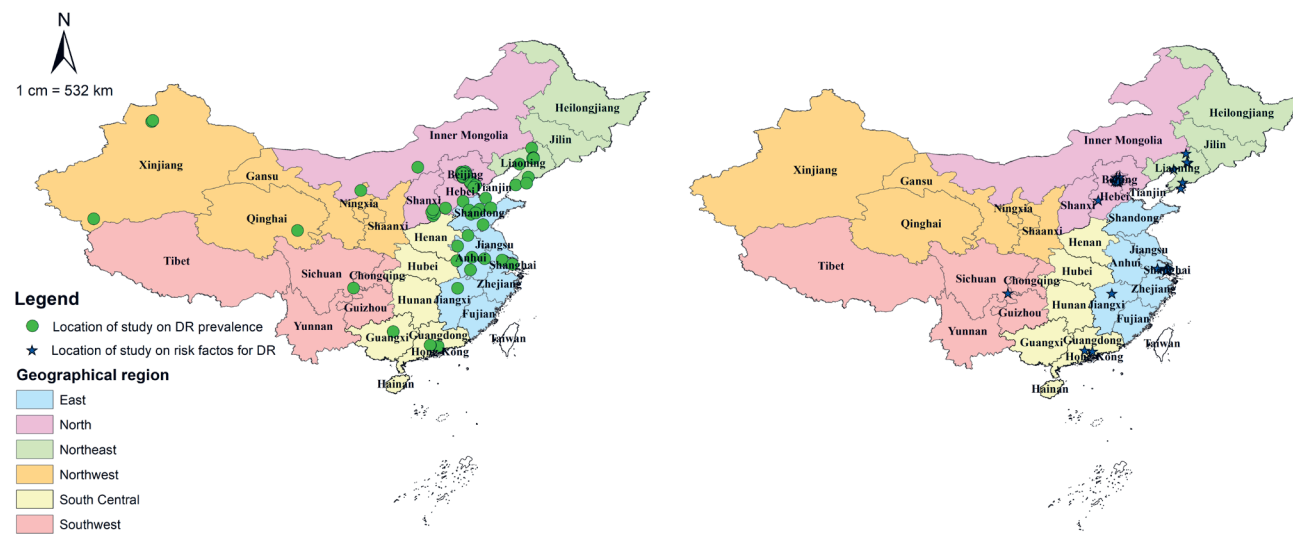 N
1 cm = 532 km
Heilongjiang
Jilin
Inner Mongolia
Liaoning
Xinjiang
Gansu
Beijing
Tianjin
Hebei
Ningxia
Shanxi
Shandong
Qinghai
Shaanxi
Henan
Jiangsu
Anhui
Shanghai
Tibet
Hubei
Sichuan
Chongqing
Zhejiang
Hunan
Jiangxi
Guizhou
Fujian
Yunnan
Guangxi
Guangdong
Taiwan
Hong Kong
Hainan
Legend
Location of study on DR prevalence
Location of study on risk factos for DR
Geographical region
East
North
Northeast
Northwest
South Central
Southwest
Heilongjiang
Jilin
Inner Mongolia
Liaoning
Xinjiang
Gansu
Beijing
Tianjin
Hebei
Ningxia
Shanxi
Shandong
Qinghai
Shaanxi
Henan
Jiangsu
Anhui
Shanghai
Tibet
Hubei
Sichuan
Chongqing
Zhejiang
Hunan
Jiangxi
Guizhou
Fujian
Yunnan
Guangxi
Guangdong
Taiwan
Hong Kong
Hainan